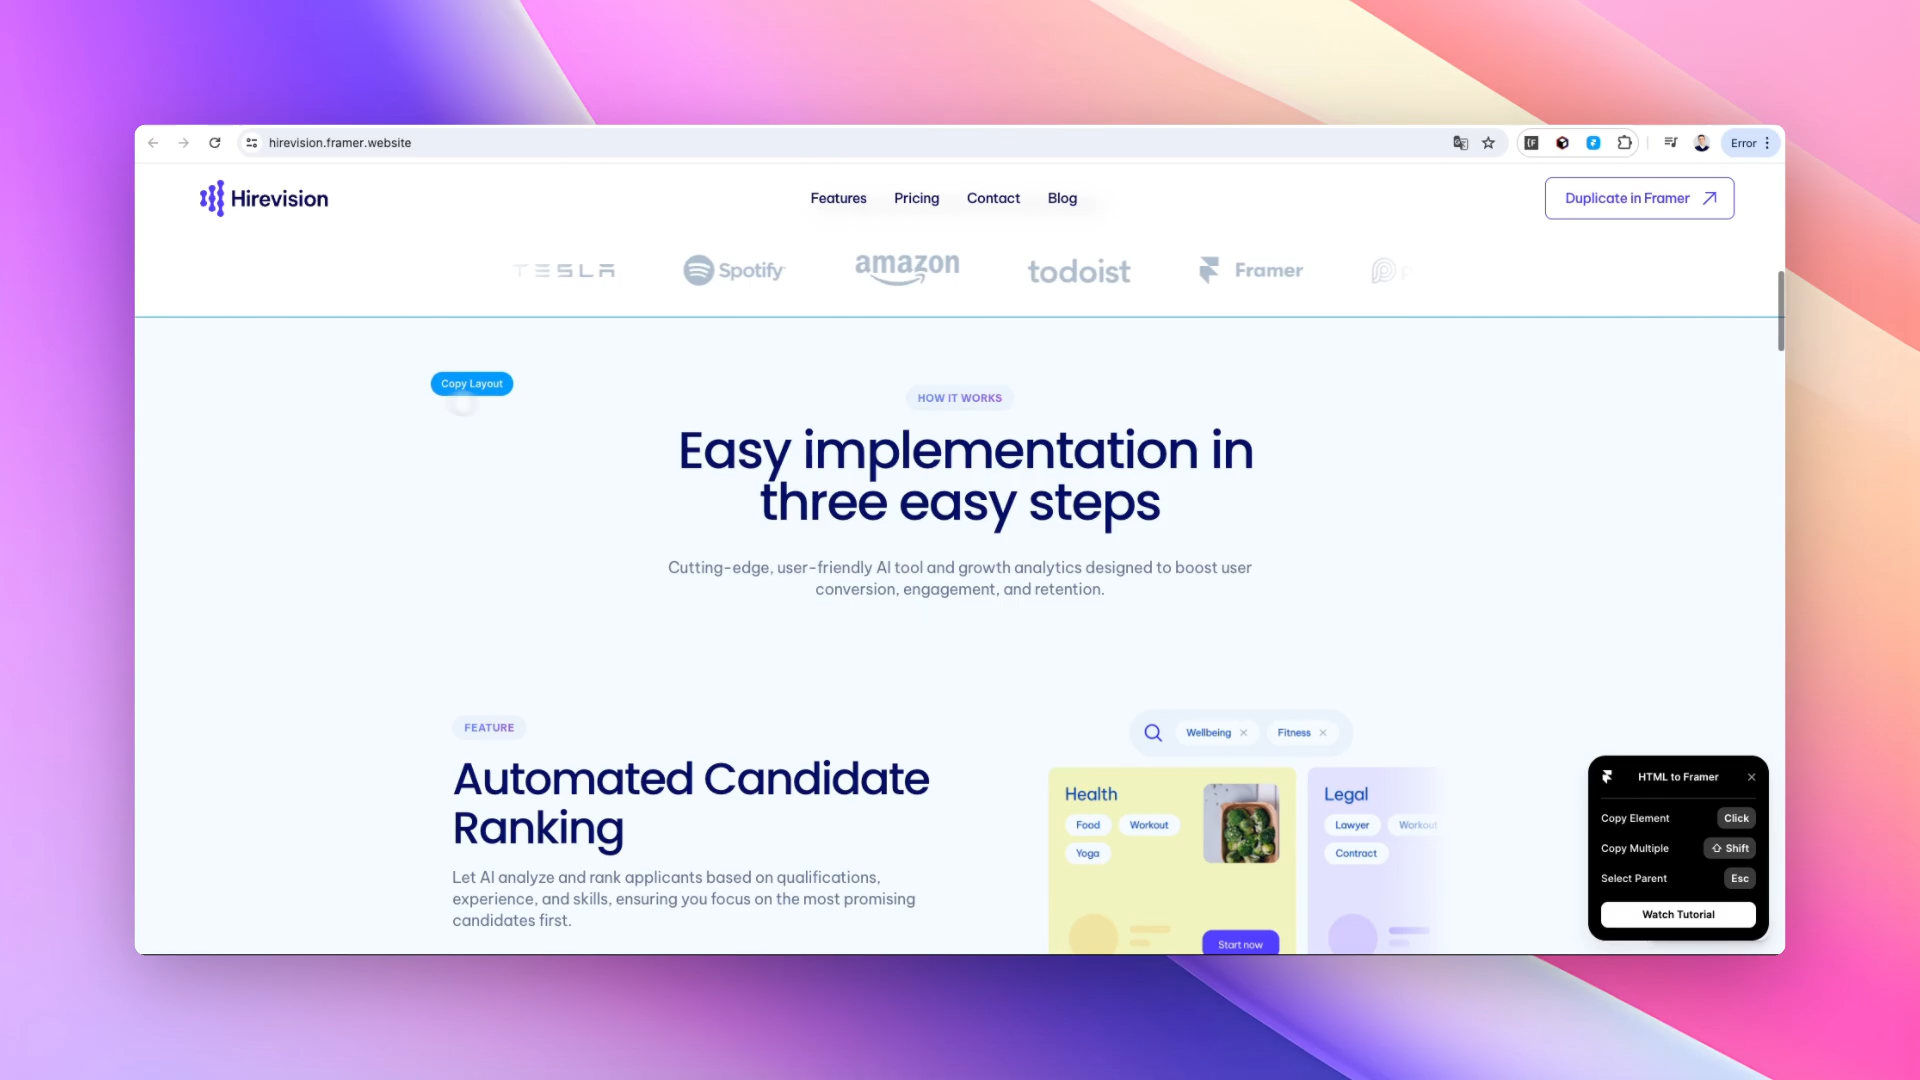 hirevision.framer.website
Error
Hirevision
Features
Pricing
Contact
Blog
Duplicate in Framer
TESLA
Spotify
amazon
todoist
Framer
Copy Layout
HOW IT WORKS
Easy implementation in
three easy steps
Cutting-edge, user-friendly AI tool and growth analytics designed to boost user
conversion, engagement, and retention.
FEATURE
Automated Candidate
Ranking
Let AI analyze and rank applicants based on qualifications,
experience, and skills, ensuring you focus on the most promising
candidates first.
Wellbeing
Fitness
Health
Food
Workout
Yoga
Start now
Legal
Lawyer
Workout
Contract
HTML to Framer
Copy Element
Click
Copy Multiple
Shift
Select Parent
Esc
Watch Tutorial